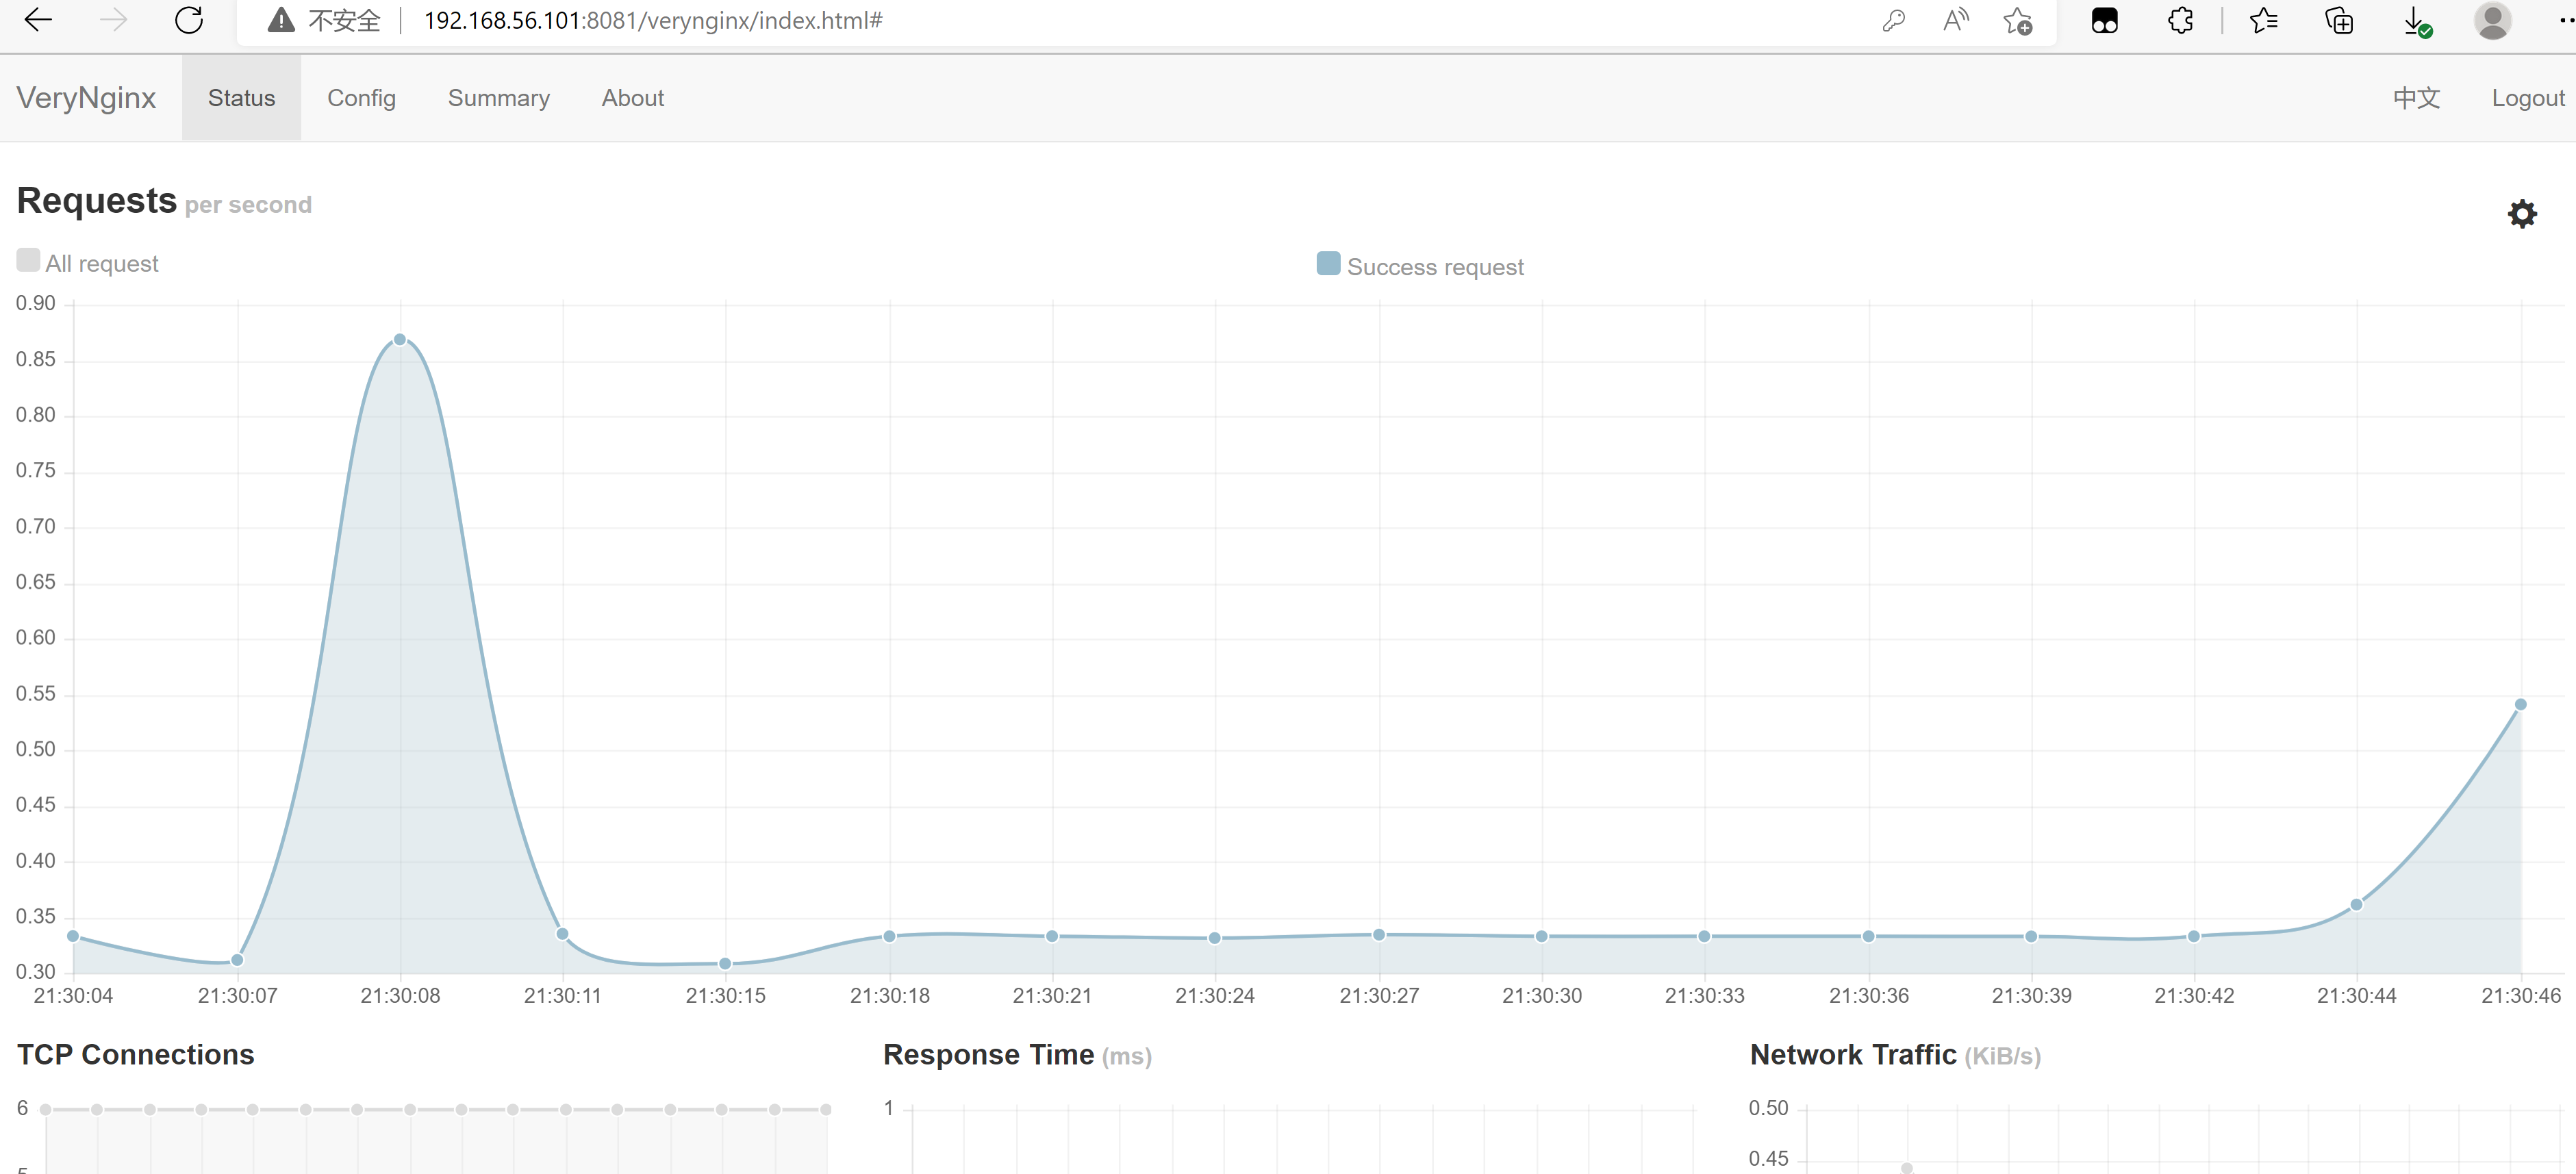 不安全 192.168.56.101:8081/verynginx/index.html#
VeryNginx Status Config Summary About 中文 Logout
Requests per second
All request Success request
0.90
0.85
0.80
0.75
0.70
0.65
0.60
0.55
0.50
0.45
0.40
0.35
0.30
21:30:04 21:30:07 21:30:08 21:30:11 21:30:15 21:30:18 21:30:21 21:30:24 21:30:27 21:30:30 21:30:33 21:30:36 21:30:39 21:30:42 21:30:44 21:30:46
TCP Connections Response Time (ms) Network Traffic (KiB/s)
6 1 0.50
0.45